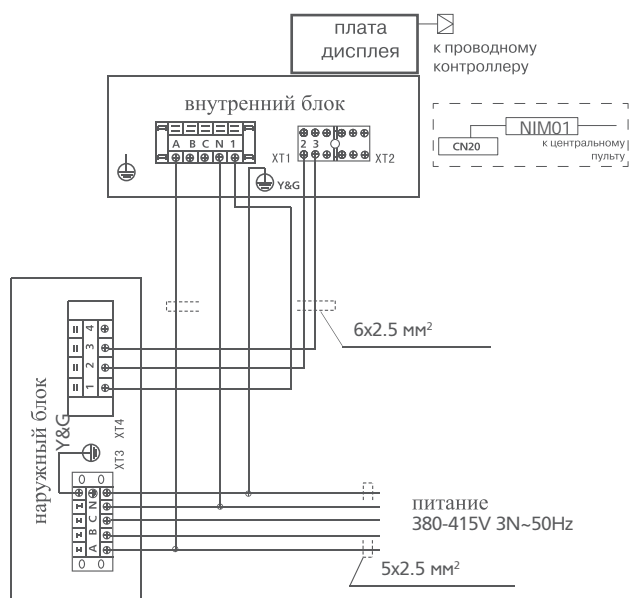 плата
дисплея
к проводному
контроллеру
внутренний блок
A B C N 1
2 3
XT1
XT2
Y&G
NIM01
CN20
к центральному
пульту
6x2.5 мм²
наружный блок
4
3
2
1
Y&G
XT4
XT3
N
C
B
A
питание
380-415V 3N~50Hz
5x2.5 мм²